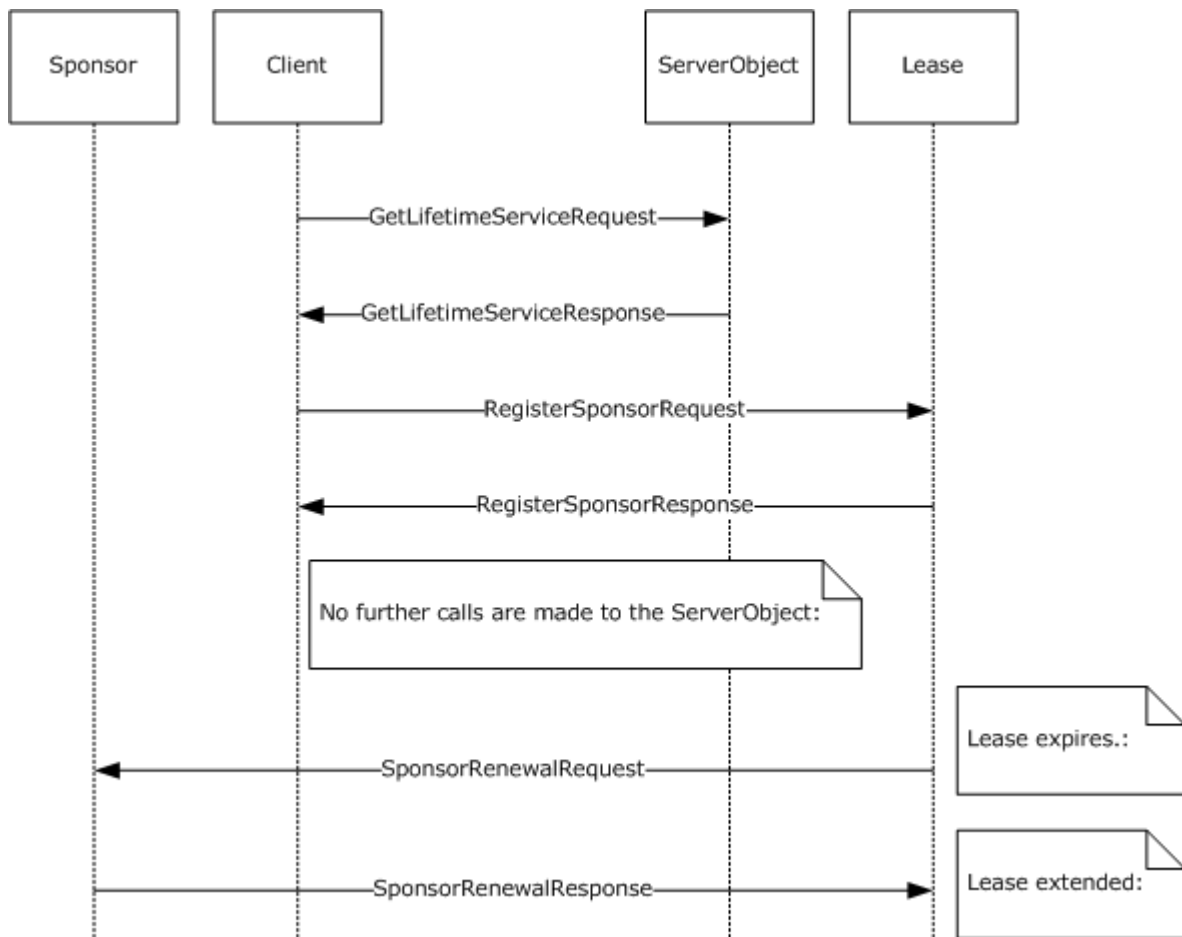 Sponsor
Client
ServerObject
Lease
GetLifetimeServiceRequest
GetLifetimeServiceResponse
RegisterSponsorRequest
RegisterSponsorResponse
No further calls are made to the ServerObject:
Lease expires.:
SponsorRenewalRequest
SponsorRenewalResponse
Lease extended: